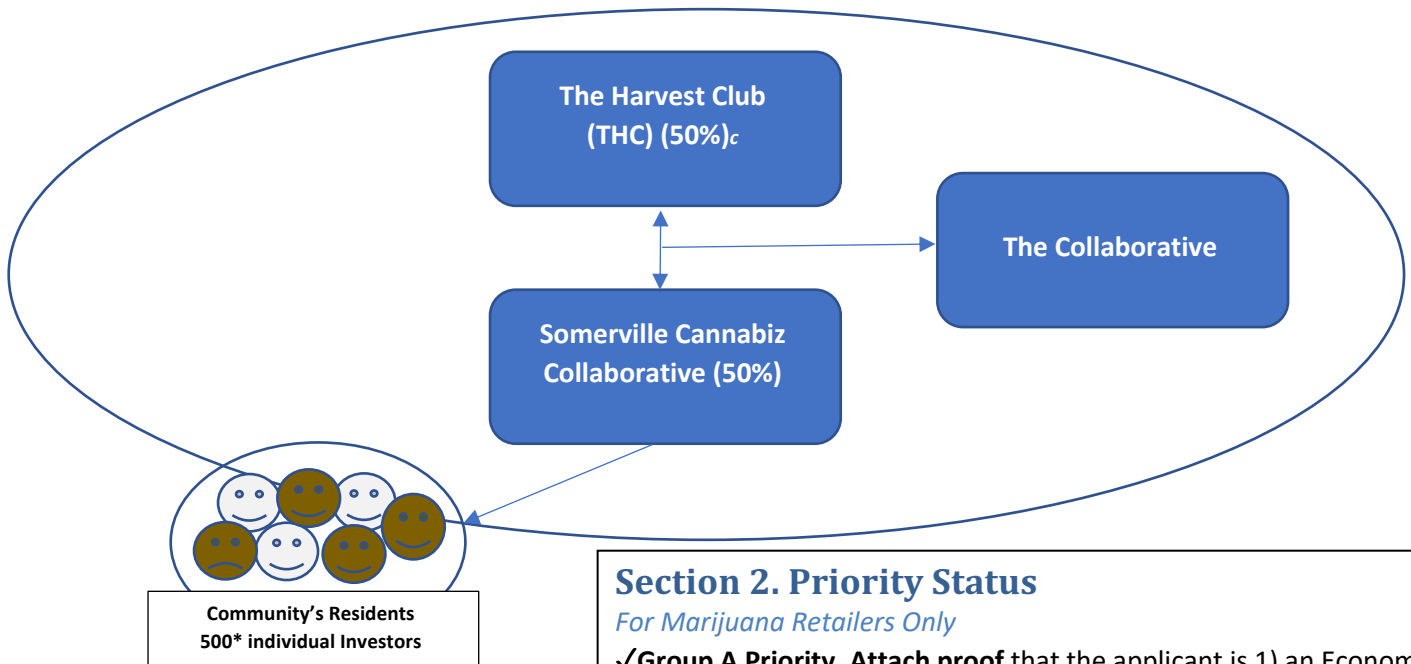 The Harvest Club
(THC) (50%)c
The Collaborative
Somerville Cannabiz
Collaborative (50%)
Community's Residents
500* individual Investors
Section 2. Priority Status
For Marijuana Retailers Only
✓Group A Priority. Attach proof that the applicant is 1) an Econom